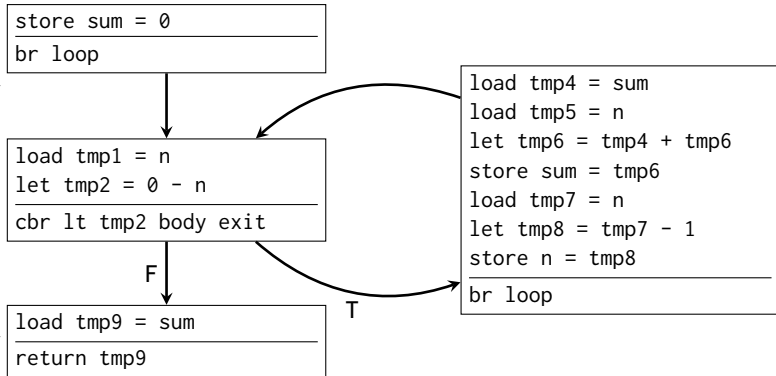 store sum = 0
br loop
load tmp1 = n
let tmp2 = 0 - n
cbr lt tmp2 body exit
F
T
load tmp9 = sum
return tmp9
load tmp4 = sum
load tmp5 = n
let tmp6 = tmp4 + tmp6
store sum = tmp6
load tmp7 = n
let tmp8 = tmp7 - 1
store n = tmp8
br loop